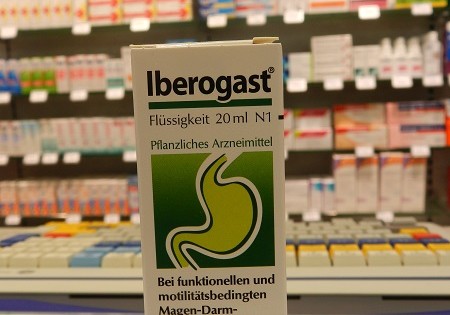 Iberogast®
Flüssigkeit 20 ml N1
Pflanzliches Arzneimittel
Bei funktionellen und
motilitätsbedingten
Magen-Darm-